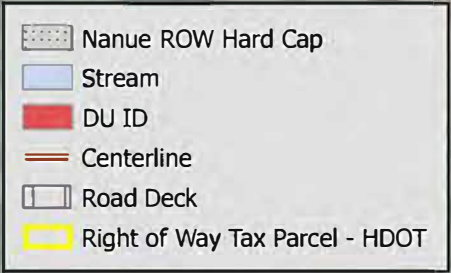 Nanue ROW Hard Cap
Stream
DU ID
Centerline
Road Deck
Right of Way Tax Parcel - HDOT